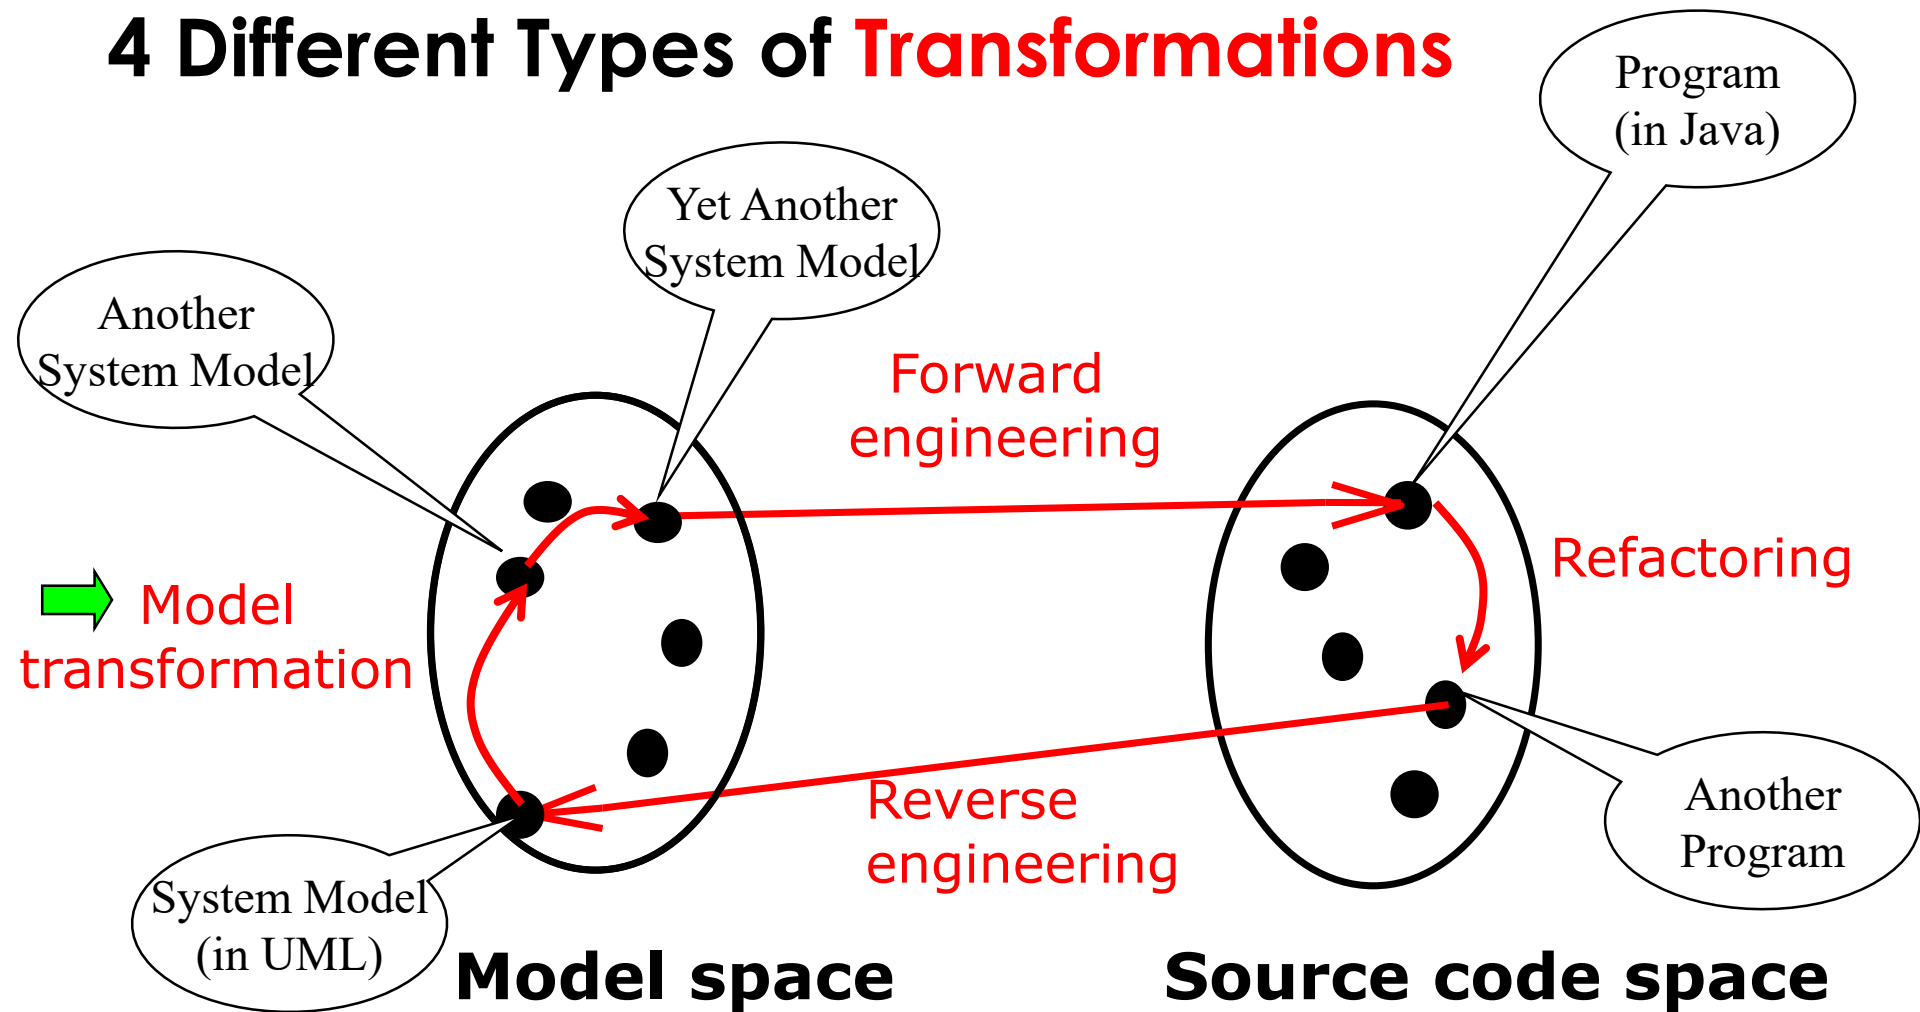 4 Different Types of Transformations
Program
(in Java)
Yet Another
System Model
Another
System Model
Forward
engineering
Refactoring
Model
transformation
Reverse
engineering
Another
Program
System Model
(in UML)
Model space
Source code space